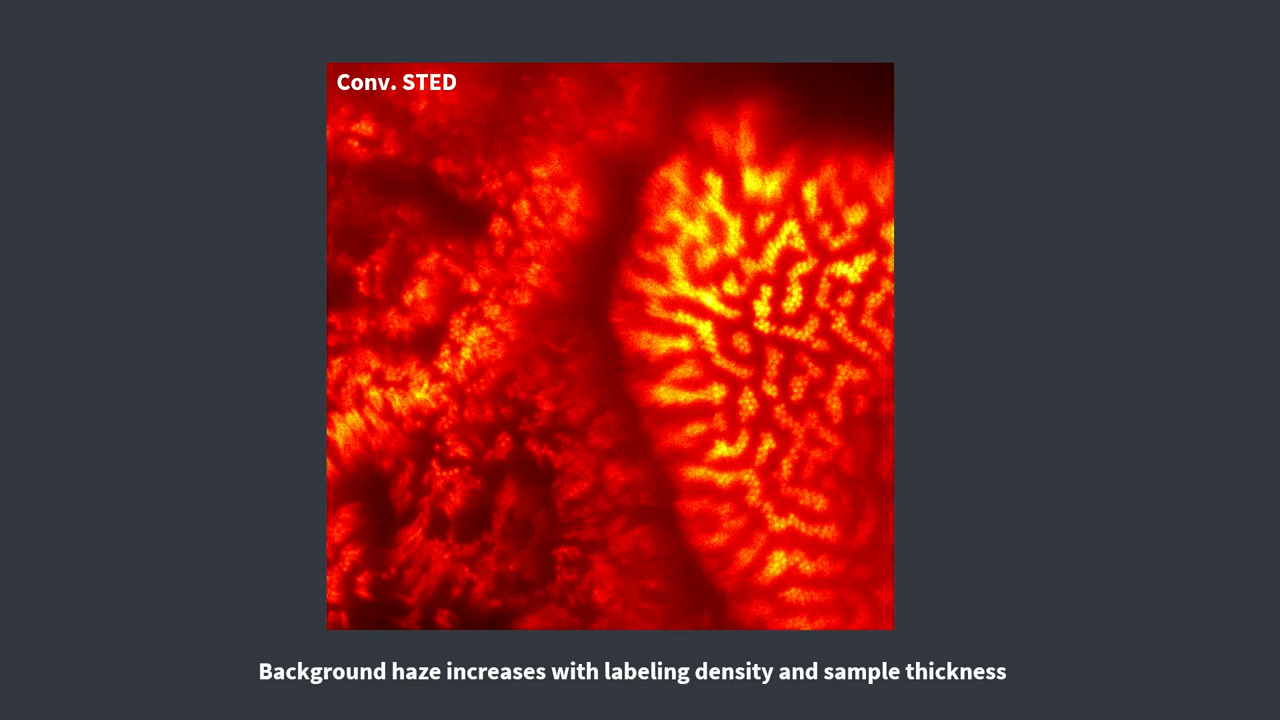 Conv. STED
Background haze increases with labeling density and sample thickness